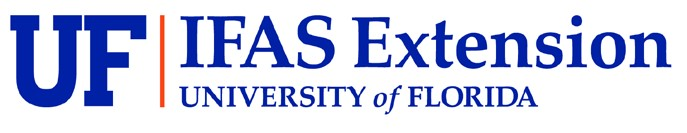 UF
IFAS Extension
UNIVERSITY of FLORIDA